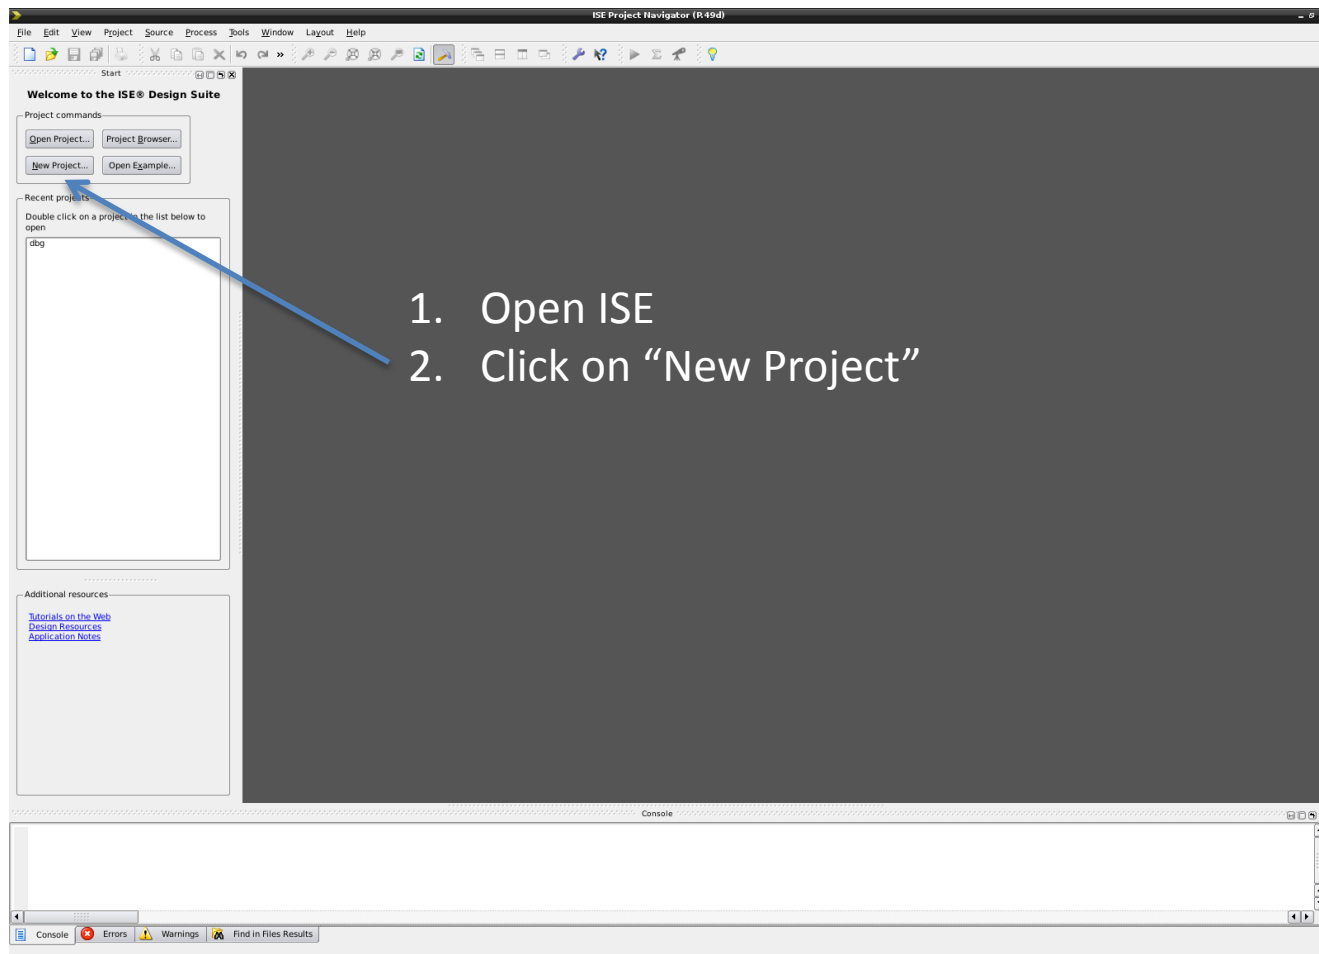 ISE Project Navigator (P.49d)
File Edit View Project Source Process Tools Window Layout Help
Start
Welcome to the ISE® Design Suite
Project commands
Open Project... Project Browser...
New Project... Open Example...
Recent projects
Double click on a project in the list below to
open
dbg
1. Open ISE
2. Click on “New Project”
Additional resources
Tutorials on the Web
Design Resources
Application Notes
Console
Console Errors Warnings Find in Files Results